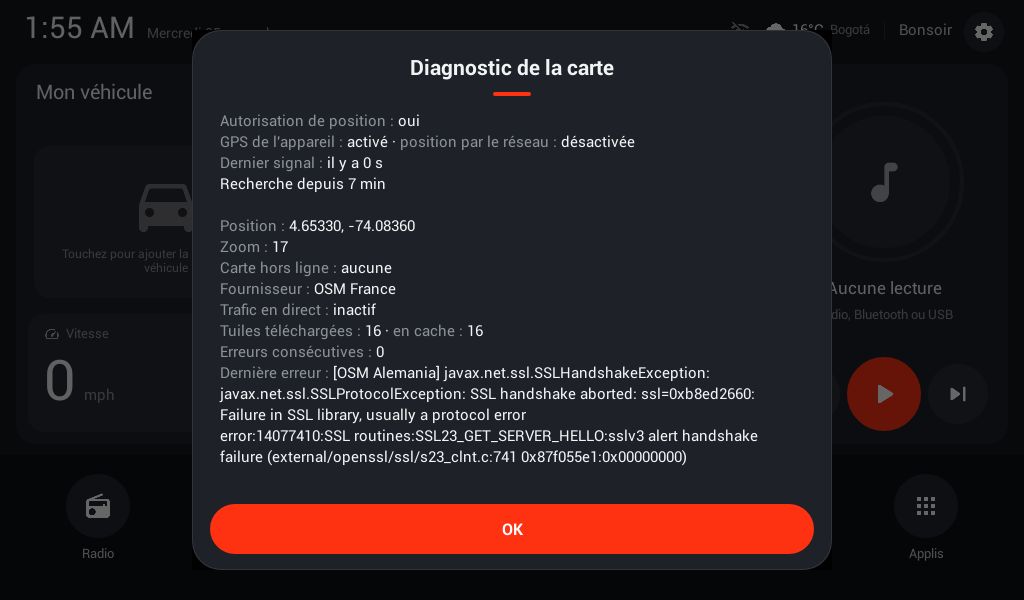 1:55 AM
Mercredi
16°C Bogotá
Bonsoir
Mon véhicule
Touchez pour ajouter la
véhicule
Vitesse
0 mph
Diagnostic de la carte
Autorisation de position : oui
GPS de l'appareil : activé · position par le réseau : désactivée
Dernier signal : il y a 0 s
Recherche depuis 7 min
Position : 4.65330, -74.08360
Zoom : 17
Carte hors ligne : aucune
Fournisseur : OSM France
Trafic en direct : inactif
Tuiles téléchargées : 16 · en cache : 16
Erreurs consécutives : 0
Dernière erreur : [OSM Alemania] javax.net.ssl.SSLHandshakeException:
javax.net.ssl.SSLProtocolException: SSL handshake aborted: ssl=0xb8ed2660:
Failure in SSL library, usually a protocol error
error:14077410:SSL routines:SSL23_GET_SERVER_HELLO:sslv3 alert handshake
failure (external/openssl/ssl/s23_clnt.c:741 0x87f055e1:0x00000000)
OK
Aucune lecture
Bluetooth ou USB
Radio
Applis